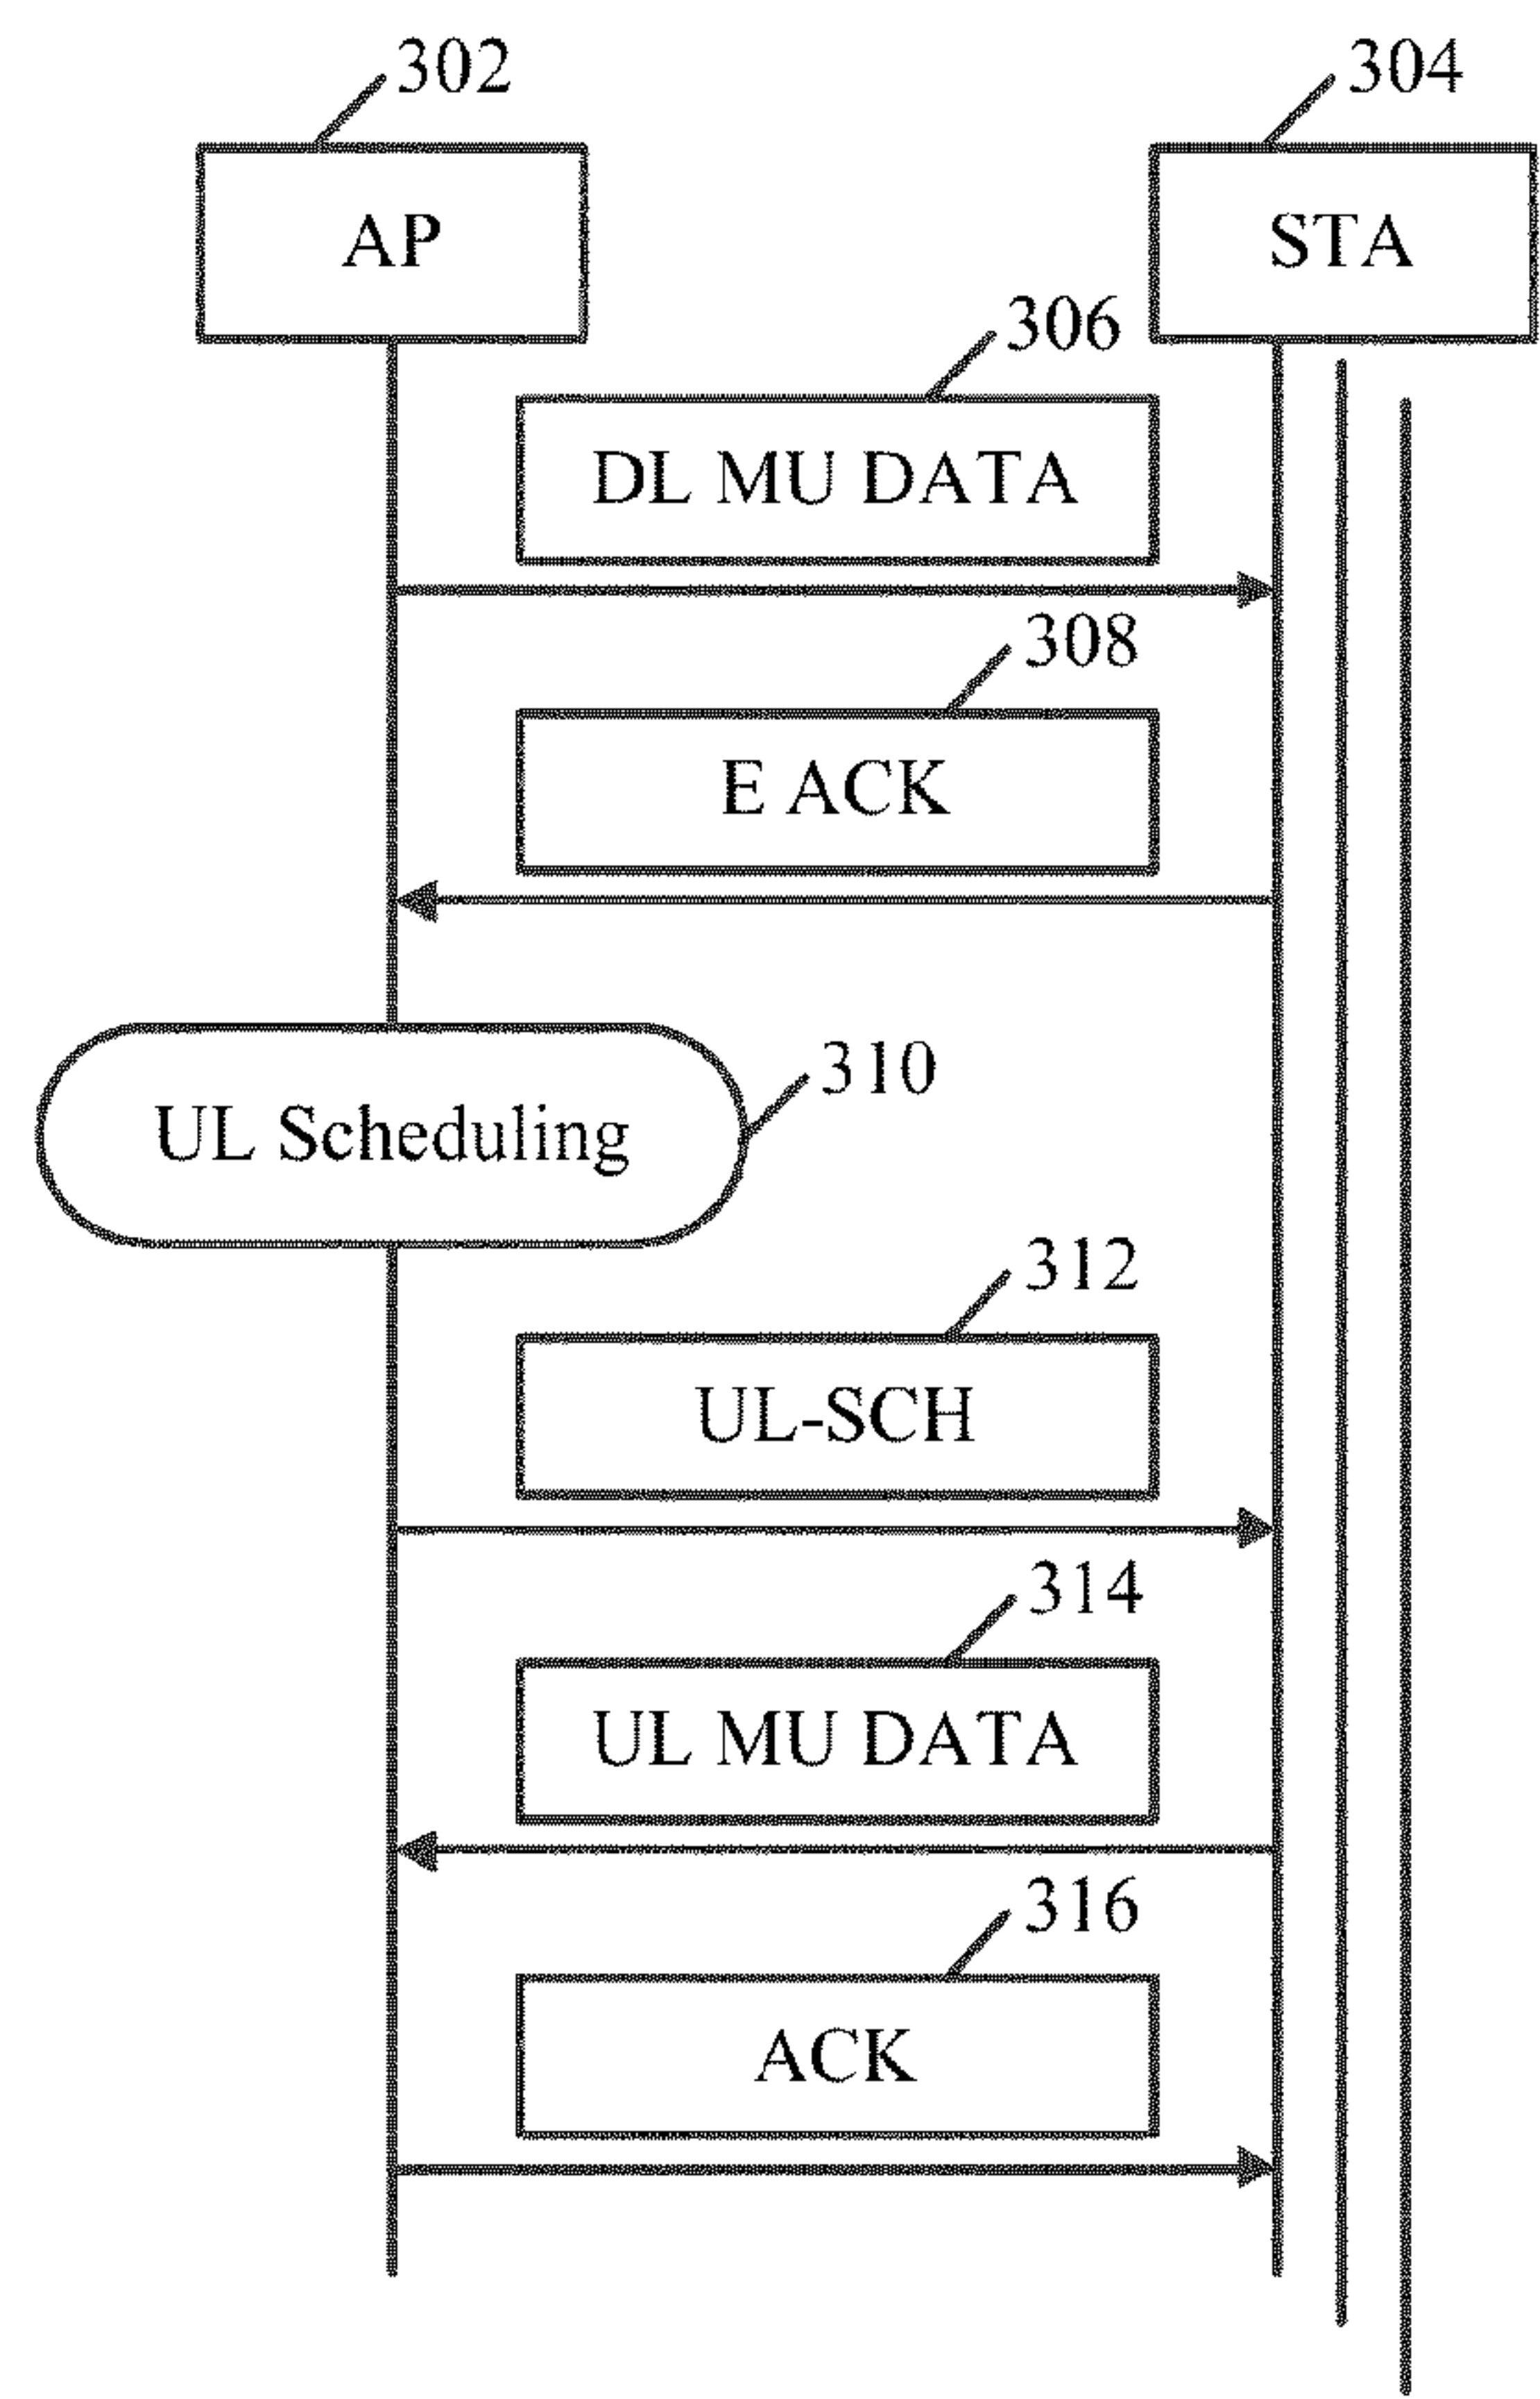 302
304
AP
STA
306
DL MU DATA
308
E ACK
310
UL Scheduling
312
UL-SCH
314
UL MU DATA
316
ACK